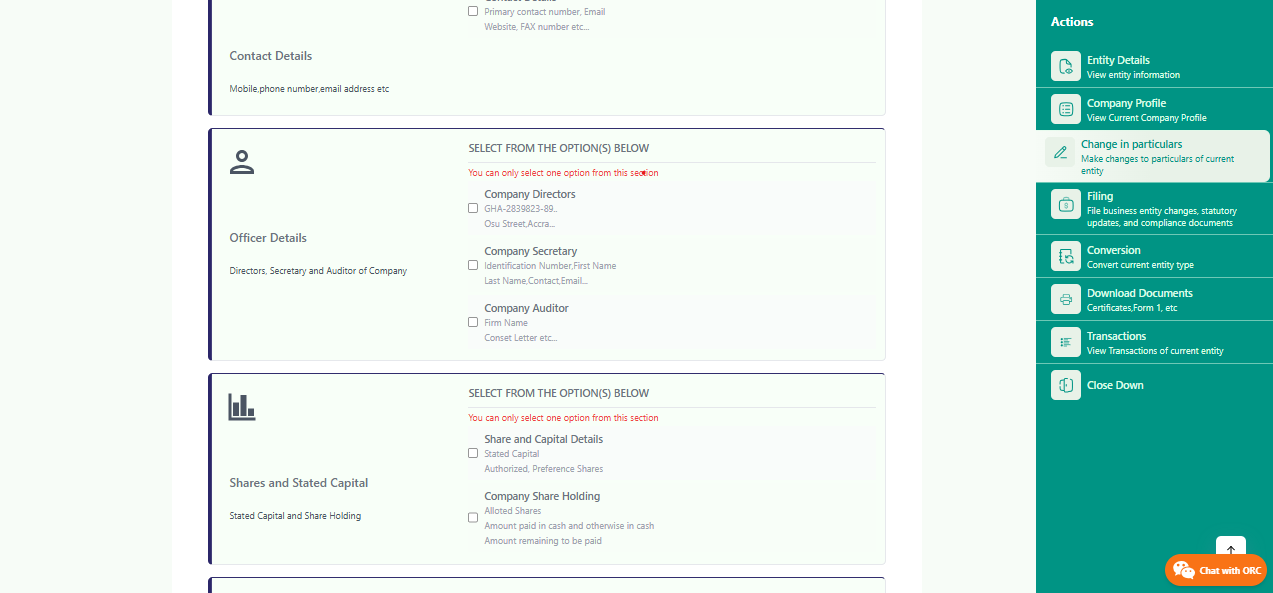 Contact Details
Primary contact number, Email
Website, FAX number etc...
Contact Details
Mobile,phone number,email address etc
SELECT FROM THE OPTION(S) BELOW
You can only select one option from this section
Company Directors
GHA-2839823-89..
Osu Street,Accra...
Officer Details
Directors, Secretary and Auditor of Company
Company Secretary
Identification Number,First Name
Last Name,Contact,Email...
Company Auditor
Firm Name
Conset Letter etc...
SELECT FROM THE OPTION(S) BELOW
You can only select one option from this section
Share and Capital Details
Stated Capital
Authorized, Preference Shares
Shares and Stated Capital
Stated Capital and Share Holding
Company Share Holding
Alloted Shares
Amount paid in cash and otherwise in cash
Amount remaining to be paid
Actions
Entity Details
View entity information
Company Profile
View Current Company Profile
Change in particulars
Make changes to particulars of current
entity
Filing
File business entity changes, statutory
updates, and compliance documents
Conversion
Convert current entity type
Download Documents
Certificates,Form 1, etc
Transactions
View Transactions of current entity
Close Down
Chat with ORC